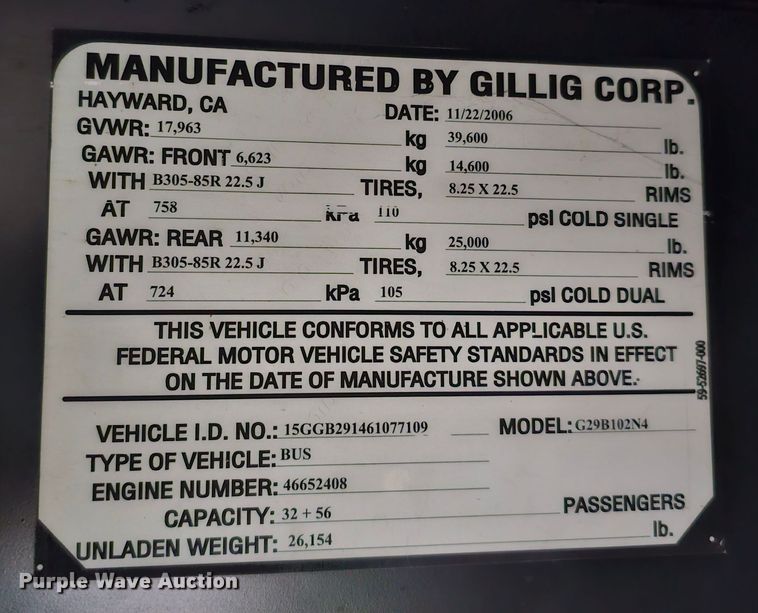 MANUFACTURED BY GILLIG CORP.
HAYWARD, CA DATE: 11/22/2006
GVWR: 17,963 kg 39,600 lb.
GAWR: FRONT 6,623 kg 14,600 lb.
WITH B305-85R 22.5 J TIRES, 8.25 X 22.5 RIMS
AT 758 kPa 110 psI COLD SINGLE
GAWR: REAR 11,340 kg 25,000 lb.
WITH B305-85R 22.5 J TIRES, 8.25 X 22.5 RIMS
AT 724 kPa 105 psI COLD DUAL
THIS VEHICLE CONFORMS TO ALL APPLICABLE U.S.
FEDERAL MOTOR VEHICLE SAFETY STANDARDS IN EFFECT
ON THE DATE OF MANUFACTURE SHOWN ABOVE.
59-52697-000
VEHICLE I.D. NO.: 15GGB291461077109 MODEL: G29B102N4
TYPE OF VEHICLE: BUS
ENGINE NUMBER: 46652408
CAPACITY: 32 + 56 PASSENGERS
UNLADEN WEIGHT: 26,154 lb.
Purple Wave Auction